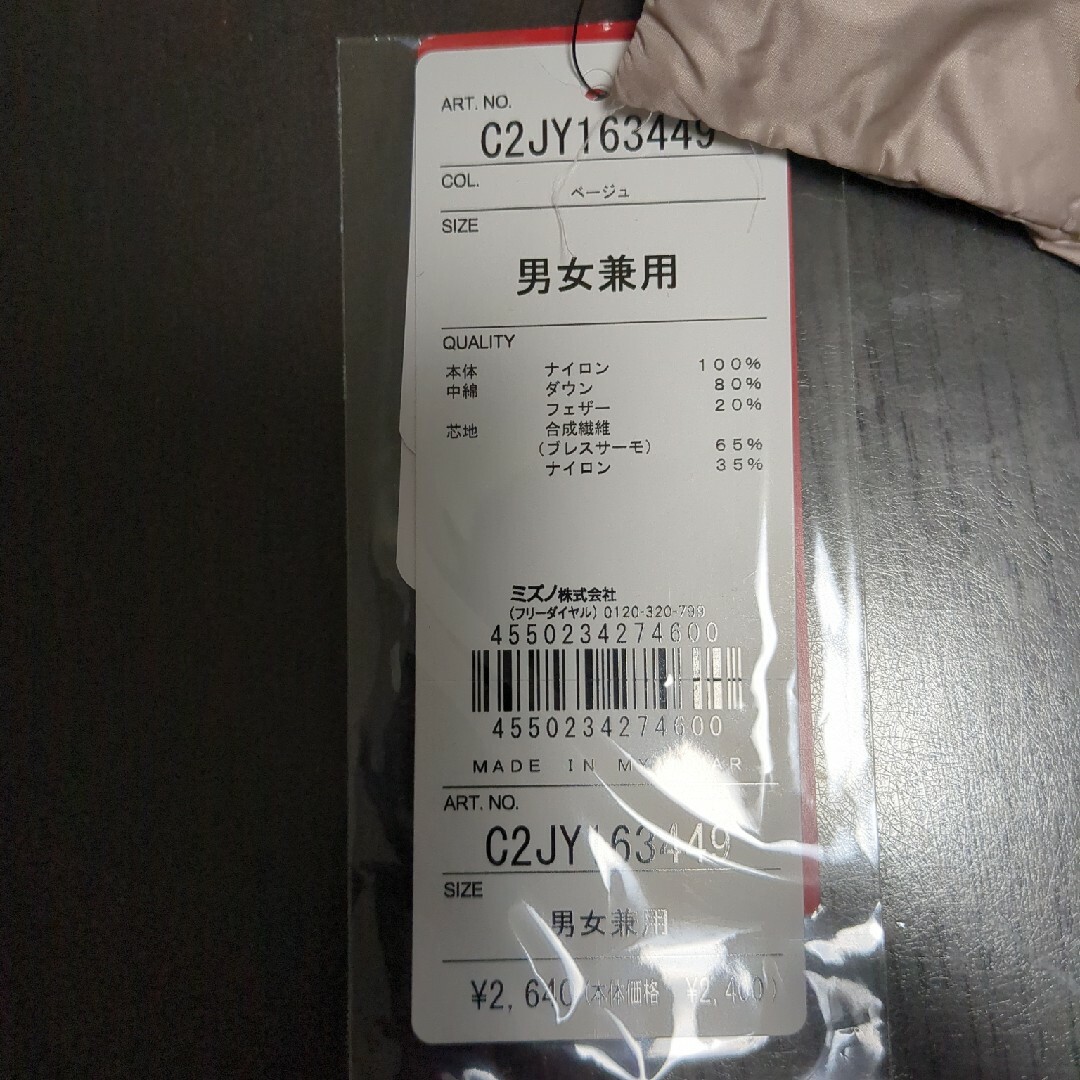 ART. NO.
C2JY163449
COL.
ベージュ
SIZE
男女兼用
QUALITY
本体 ナイロン 100%
中綿 ダウン 80%
フェザー 20%
芯地 合成繊維
(ブレスサーモ) 65%
ナイロン 35%
ミズノ株式会社
(フリーダイヤル) 0120-320-799
4550234274600
4550234274600
MADE IN
ART. NO.
C2JY163449
SIZE
男女兼用
¥2,640 (本体価格 ¥2,400)